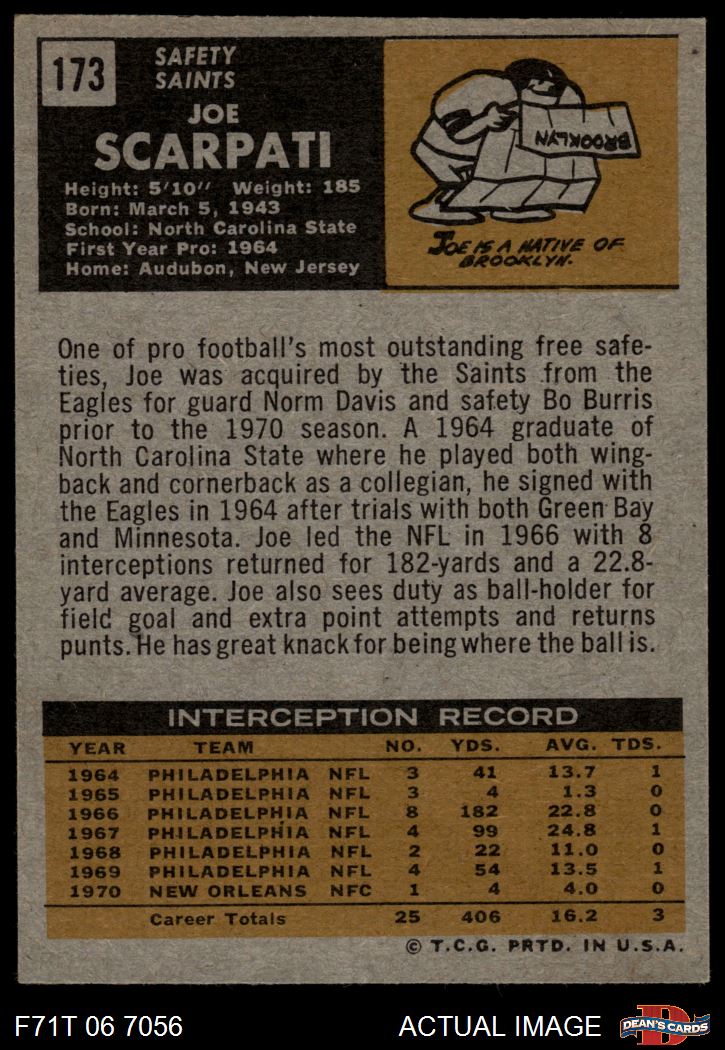 173
SAFETY
SAINTS
JOE
SCARPATI
Height: 5'10" Weight: 185
Born: March 5, 1943
School: North Carolina State
First Year Pro: 1964
Home: Audubon, New Jersey
BROOKLYN
JOE IS A NATIVE OF
BROOKLYN.
One of pro football's most outstanding free safe-
ties, Joe was acquired by the Saints from the
Eagles for guard Norm Davis and safety Bo Burris
prior to the 1970 season. A 1964 graduate of
North Carolina State where he played both wing-
back and cornerback as a collegian, he signed with
the Eagles in 1964 after trials with both Green Bay
and Minnesota. Joe led the NFL in 1966 with 8
interceptions returned for 182-yards and a 22.8-
yard average. Joe also sees duty as ball-holder for
field goal and extra point attempts and returns
punts. He has great knack for being where the ball is.
INTERCEPTION RECORD
YEAR TEAM NO. YDS. AVG. TDS.
1964 PHILADELPHIA NFL 3 41 13.7 1
1965 PHILADELPHIA NFL 3 4 1.3 0
1966 PHILADELPHIA NFL 8 182 22.8 0
1967 PHILADELPHIA NFL 4 99 24.8 1
1968 PHILADELPHIA NFL 2 22 11.0 0
1969 PHILADELPHIA NFL 4 54 13.5 1
1970 NEW ORLEANS NFC 1 4 4.0 0
Career Totals 25 406 16.2 3
© T.C.G. PRTD. IN U.S.A.
F71T 06 7056 ACTUAL IMAGE
D
DEAN'S CARDS